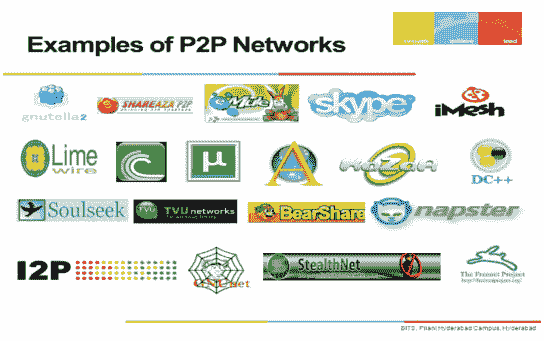 Examples of P2P Networks
gnutella2
SHAREAZA P2P
eMule
skype
iMesh
Lime
wire
µ
A
KaZaA
DC++
Soulseek
TVU networks
BearShare
napster
I2P
GNUnet
StealthNet
The Freenet Project
BITS, Pilani Hyderabad Campus, Hyderabad